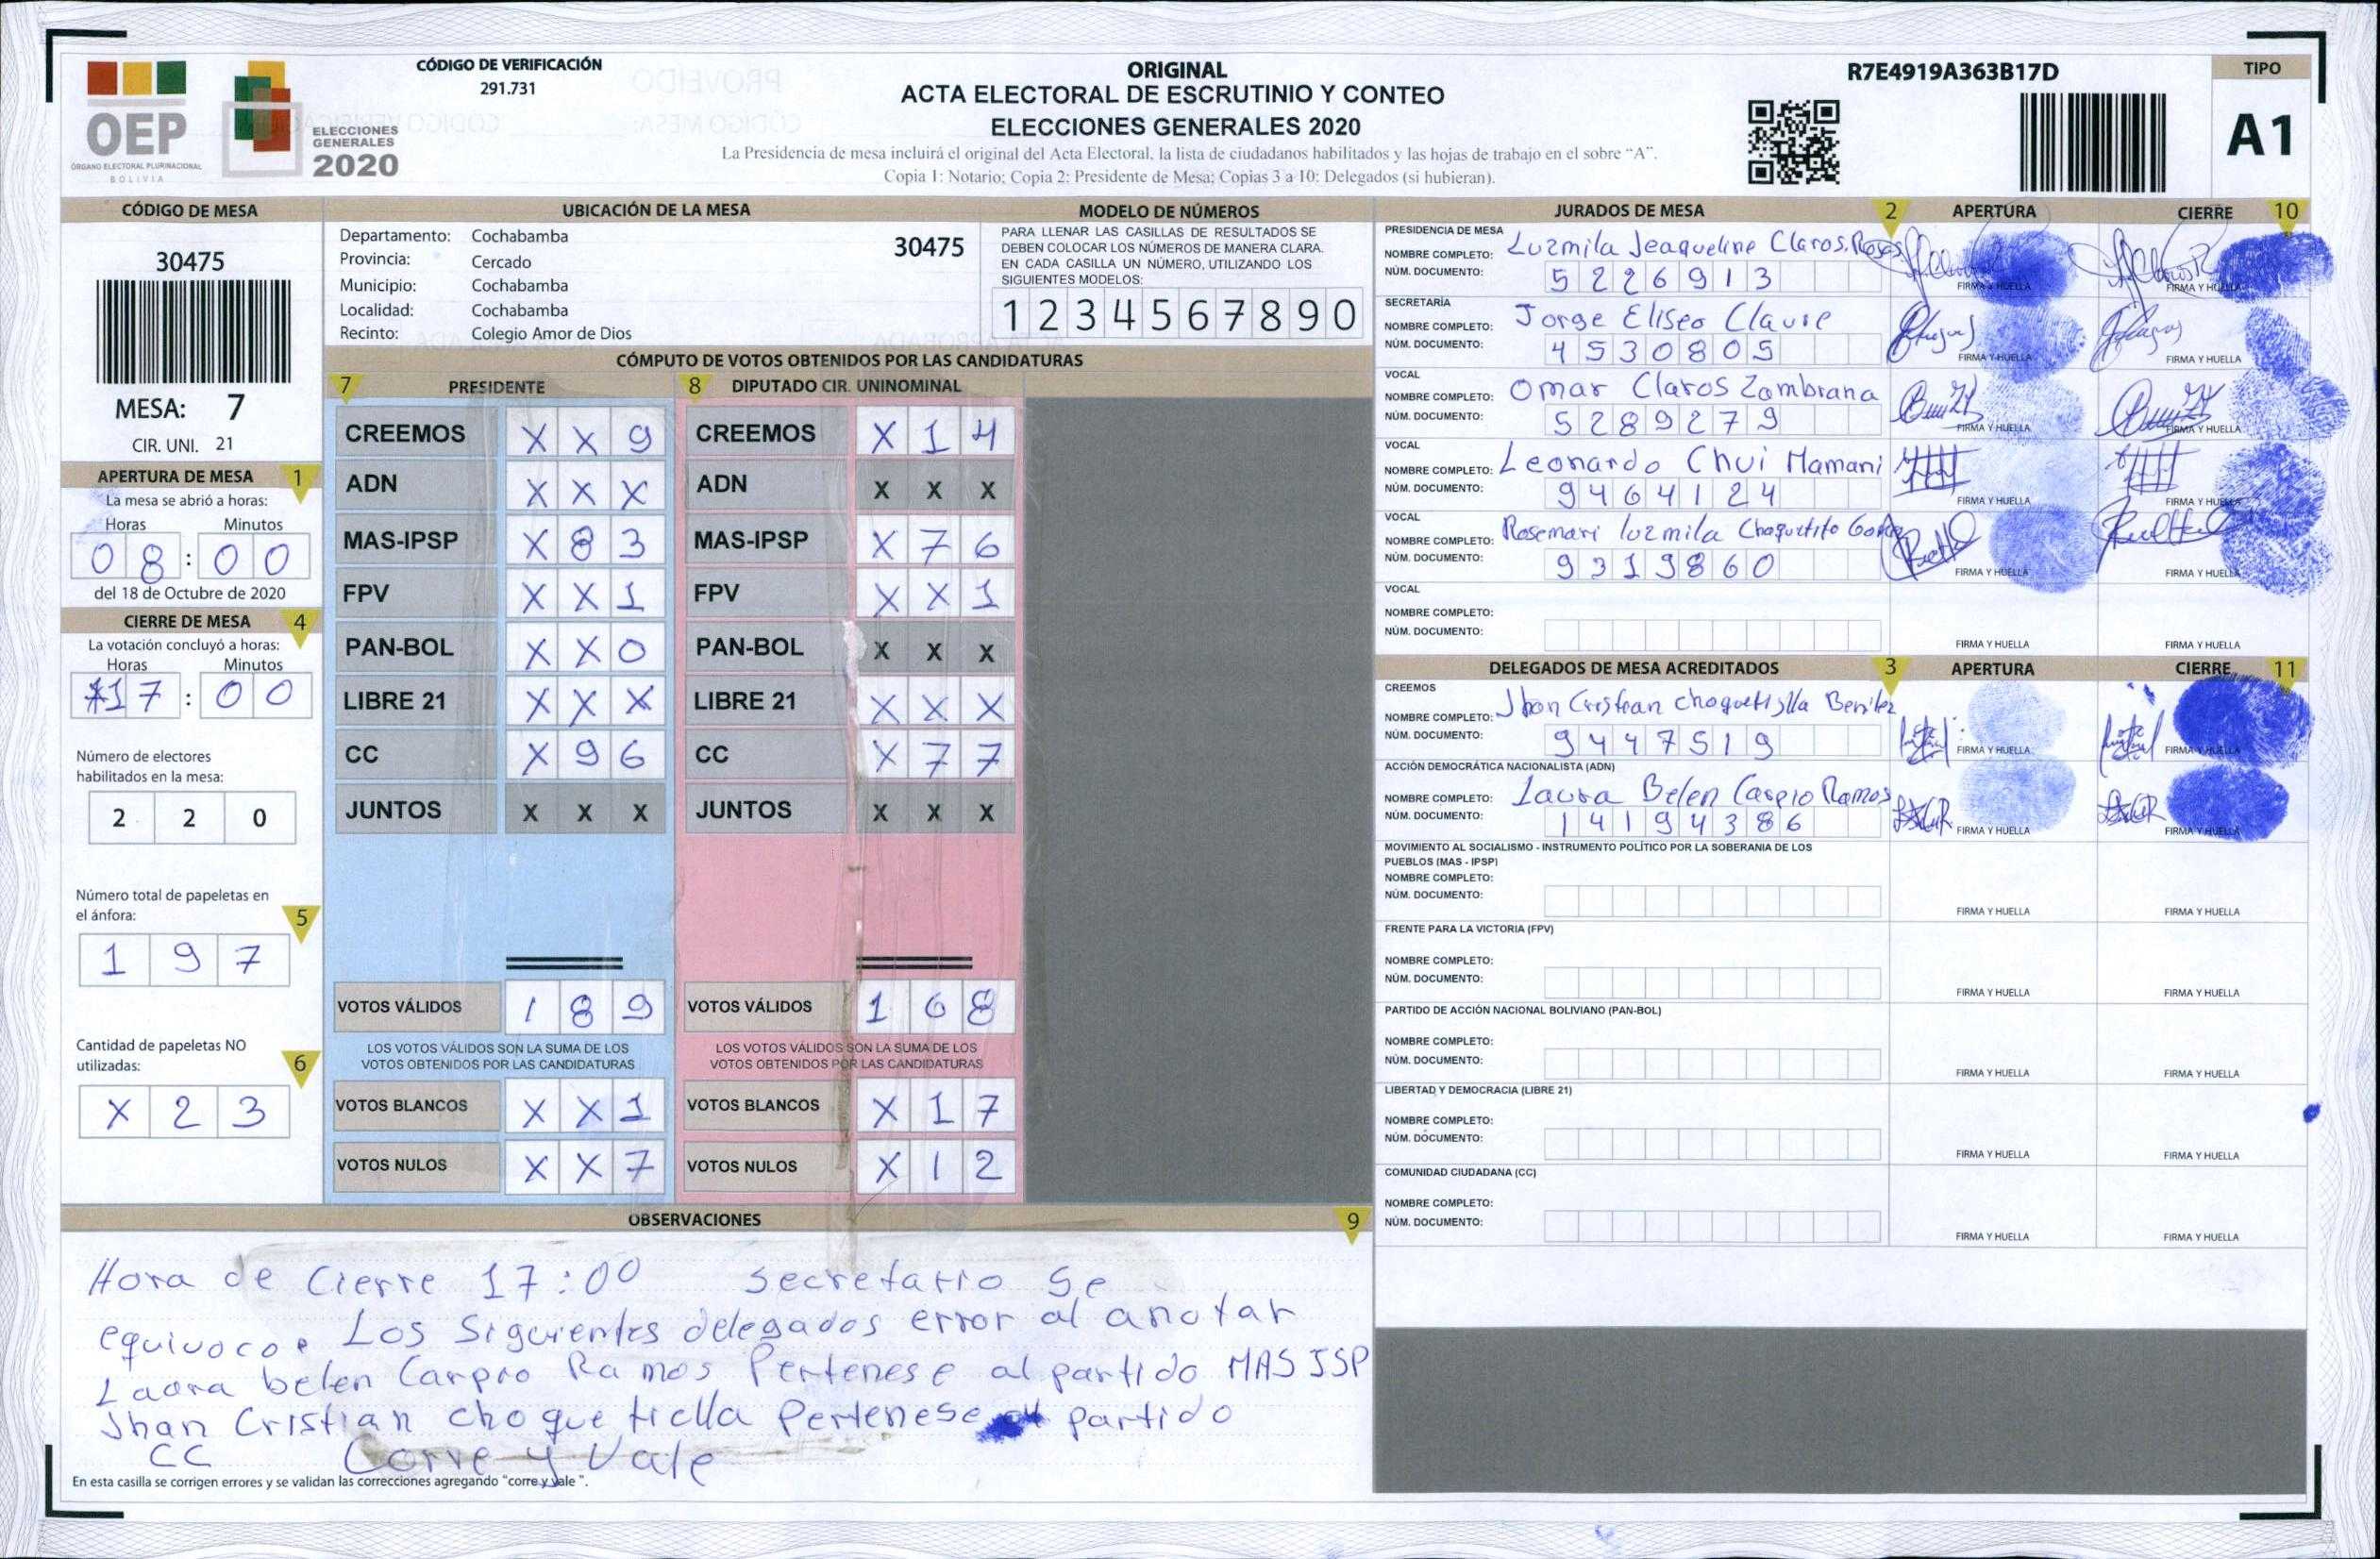 OEP
ÓRGANO ELECTORAL PLURINACIONAL
BOLIVIA
ELECCIONES
GENERALES
2020
CÓDIGO DE VERIFICACIÓN
291.731
ORIGINAL
ACTA ELECTORAL DE ESCRUTINIO Y CONTEO
ELECCIONES GENERALES 2020
La Presidencia de mesa incluirá el original del Acta Electoral, la lista de ciudadanos habilitados y las hojas de trabajo en el sobre “A”.
Copia 1: Notario; Copia 2: Presidente de Mesa; Copias 3 a 10: Delegados (si hubieran).
R7E4919A363B17D
TIPO
A1
CÓDIGO DE MESA
30475
MESA: 7
CIR. UNI. 21
APERTURA DE MESA 1
La mesa se abrió a horas:
Horas Minutos
08 : 00
del 18 de Octubre de 2020
CIERRE DE MESA 4
La votación concluyó a horas:
Horas Minutos
17 : 00
Número de electores
habilitados en la mesa:
2 2 0
Número total de papeletas en
el ánfora: 5
1 9 7
Cantidad de papeletas NO
utilizadas: 6
X 2 3
UBICACIÓN DE LA MESA
Departamento: Cochabamba 30475
Provincia: Cercado
Municipio: Cochabamba
Localidad: Cochabamba
Recinto: Colegio Amor de Dios
MODELO DE NÚMEROS
PARA LLENAR LAS CASILLAS DE RESULTADOS SE
DEBEN COLOCAR LOS NÚMEROS DE MANERA CLARA.
EN CADA CASILLA UN NÚMERO, UTILIZANDO LOS
SIGUIENTES MODELOS:
1 2 3 4 5 6 7 8 9 0
CÓMPUTO DE VOTOS OBTENIDOS POR LAS CANDIDATURAS
7 PRESIDENTE 8 DIPUTADO CIR. UNINOMINAL
CREEMOS X X 9 CREEMOS X 1 4
ADN X X X ADN X X X
MAS-IPSP X 8 3 MAS-IPSP X 7 6
FPV X X 1 FPV X X 1
PAN-BOL X X 0 PAN-BOL X X X
LIBRE 21 X X X LIBRE 21 X X X
CC X 9 6 CC X 7 7
JUNTOS X X X JUNTOS X X X
VOTOS VÁLIDOS 1 8 9 VOTOS VÁLIDOS 1 6 8
LOS VOTOS VÁLIDOS SON LA SUMA DE LOS LOS VOTOS VÁLIDOS SON LA SUMA DE LOS
VOTOS OBTENIDOS POR LAS CANDIDATURAS VOTOS OBTENIDOS POR LAS CANDIDATURAS
VOTOS BLANCOS X X 1 VOTOS BLANCOS X 1 7
VOTOS NULOS X X 7 VOTOS NULOS X 1 2
OBSERVACIONES 9
Hora de Cierre 17:00 Secretario Se
equivoco. Los Siguientes delegados error al anotar
Laura belen Carpio Ramos Pertenese al partido MAS ISP
Jhan Cristian choquetiella Pertenese partido
CC Corre y Vale
En esta casilla se corrigen errores y se validan las correcciones agregando "corre y vale ".
JURADOS DE MESA 2 APERTURA CIERRE 10
PRESIDENCIA DE MESA
NOMBRE COMPLETO: Luzmila Jeaqueline Claros Rosas
NÚM. DOCUMENTO: 5226913 FIRMA Y HUELLA FIRMA Y HUELLA
SECRETARÍA
NOMBRE COMPLETO: Jorge Eliseo Claure
NÚM. DOCUMENTO: 4530805 FIRMA Y HUELLA FIRMA Y HUELLA
VOCAL
NOMBRE COMPLETO: Omar Claros Zambrana
NÚM. DOCUMENTO: 5289279 FIRMA Y HUELLA FIRMA Y HUELLA
VOCAL
NOMBRE COMPLETO: Leonardo Chui Mamani
NÚM. DOCUMENTO: 9464124 FIRMA Y HUELLA FIRMA Y HUELLA
VOCAL
NOMBRE COMPLETO: Rosemari luzmila
NÚM. DOCUMENTO: 9319860 FIRMA Y HUELLA FIRMA Y HUELLA
VOCAL
NOMBRE COMPLETO:
NÚM. DOCUMENTO: FIRMA Y HUELLA FIRMA Y HUELLA
DELEGADOS DE MESA ACREDITADOS 3 APERTURA CIERRE 11
CREEMOS
NOMBRE COMPLETO: Jhon Cristian
NÚM. DOCUMENTO: 9447519 FIRMA Y HUELLA FIRMA Y HUELLA
ACCIÓN DEMOCRÁTICA NACIONALISTA (ADN)
NOMBRE COMPLETO: Laura Belen Carpio Ramos
NÚM. DOCUMENTO: 14194386 FIRMA Y HUELLA FIRMA Y HUELLA
MOVIMIENTO AL SOCIALISMO - INSTRUMENTO POLÍTICO POR LA SOBERANIA DE LOS
PUEBLOS (MAS - IPSP)
NOMBRE COMPLETO:
NÚM. DOCUMENTO: FIRMA Y HUELLA FIRMA Y HUELLA
FRENTE PARA LA VICTORIA (FPV)
NOMBRE COMPLETO:
NÚM. DOCUMENTO: FIRMA Y HUELLA FIRMA Y HUELLA
PARTIDO DE ACCIÓN NACIONAL BOLIVIANO (PAN-BOL)
NOMBRE COMPLETO:
NÚM. DOCUMENTO: FIRMA Y HUELLA FIRMA Y HUELLA
LIBERTAD Y DEMOCRACIA (LIBRE 21)
NOMBRE COMPLETO:
NÚM. DOCUMENTO: FIRMA Y HUELLA FIRMA Y HUELLA
COMUNIDAD CIUDADANA (CC)
NOMBRE COMPLETO:
NÚM. DOCUMENTO: FIRMA Y HUELLA FIRMA Y HUELLA